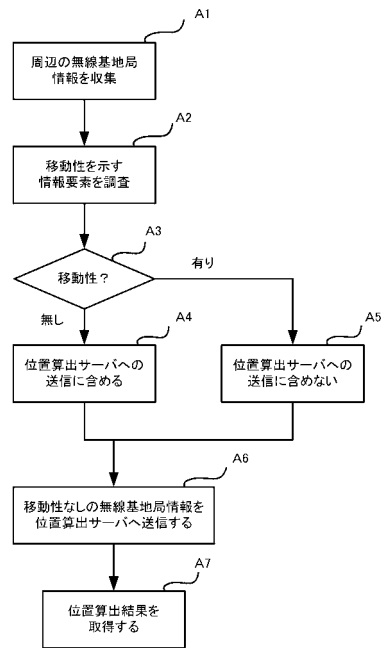 A1
周辺の無線基地局
情報を収集
A2
移動性を示す
情報要素を調査
A3
移動性？
有り
無し
A4
位置算出サーバへの
送信に含める
A5
位置算出サーバへの
送信に含めない
A6
移動性なしの無線基地局情報を
位置算出サーバへ送信する
A7
位置算出結果を
取得する